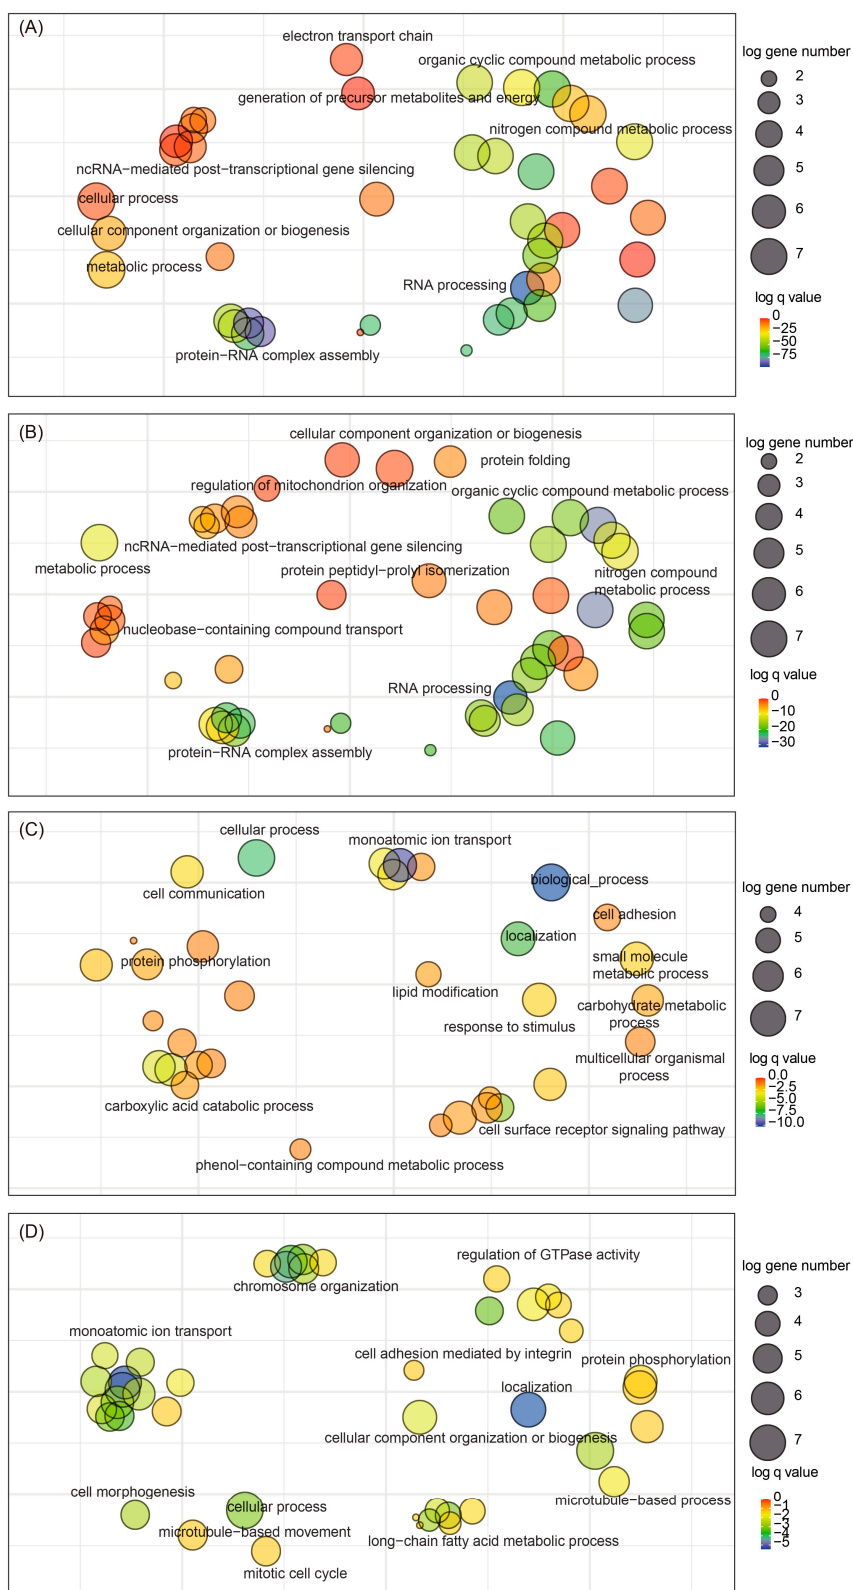 (A)
electron transport chain
organic cyclic compound metabolic process
generation of precursor metabolites and energy
nitrogen compound metabolic process
ncRNA−mediated post−transcriptional gene silencing
cellular process
cellular component organization or biogenesis
metabolic process
RNA processing
protein−RNA complex assembly
log gene number
2
3
4
5
6
7
log q value
0
−25
−50
−75
(B)
cellular component organization or biogenesis
protein folding
regulation of mitochondrion organization
organic cyclic compound metabolic process
ncRNA−mediated post−transcriptional gene silencing
metabolic process
protein peptidyl−prolyl isomerization
nitrogen compound
metabolic process
nucleobase−containing compound transport
RNA processing
protein−RNA complex assembly
log gene number
2
3
4
5
6
7
log q value
0
−10
−20
−30
(C)
cellular process
monoatomic ion transport
cell communication
biological_process
cell adhesion
localization
protein phosphorylation
small molecule
metabolic process
lipid modification
carbohydrate metabolic
process
response to stimulus
multicellular organismal
process
carboxylic acid catabolic process
cell surface receptor signaling pathway
phenol−containing compound metabolic process
log gene number
4
5
6
7
log q value
0.0
−2.5
−5.0
−7.5
−10.0
(D)
regulation of GTPase activity
chromosome organization
monoatomic ion transport
cell adhesion mediated by integrin
protein phosphorylation
localization
cellular component organization or biogenesis
cell morphogenesis
microtubule−based process
cellular process
microtubule−based movement
long−chain fatty acid metabolic process
mitotic cell cycle
log gene number
3
4
5
6
7
log q value
0
−1
−2
−3
−4
−5